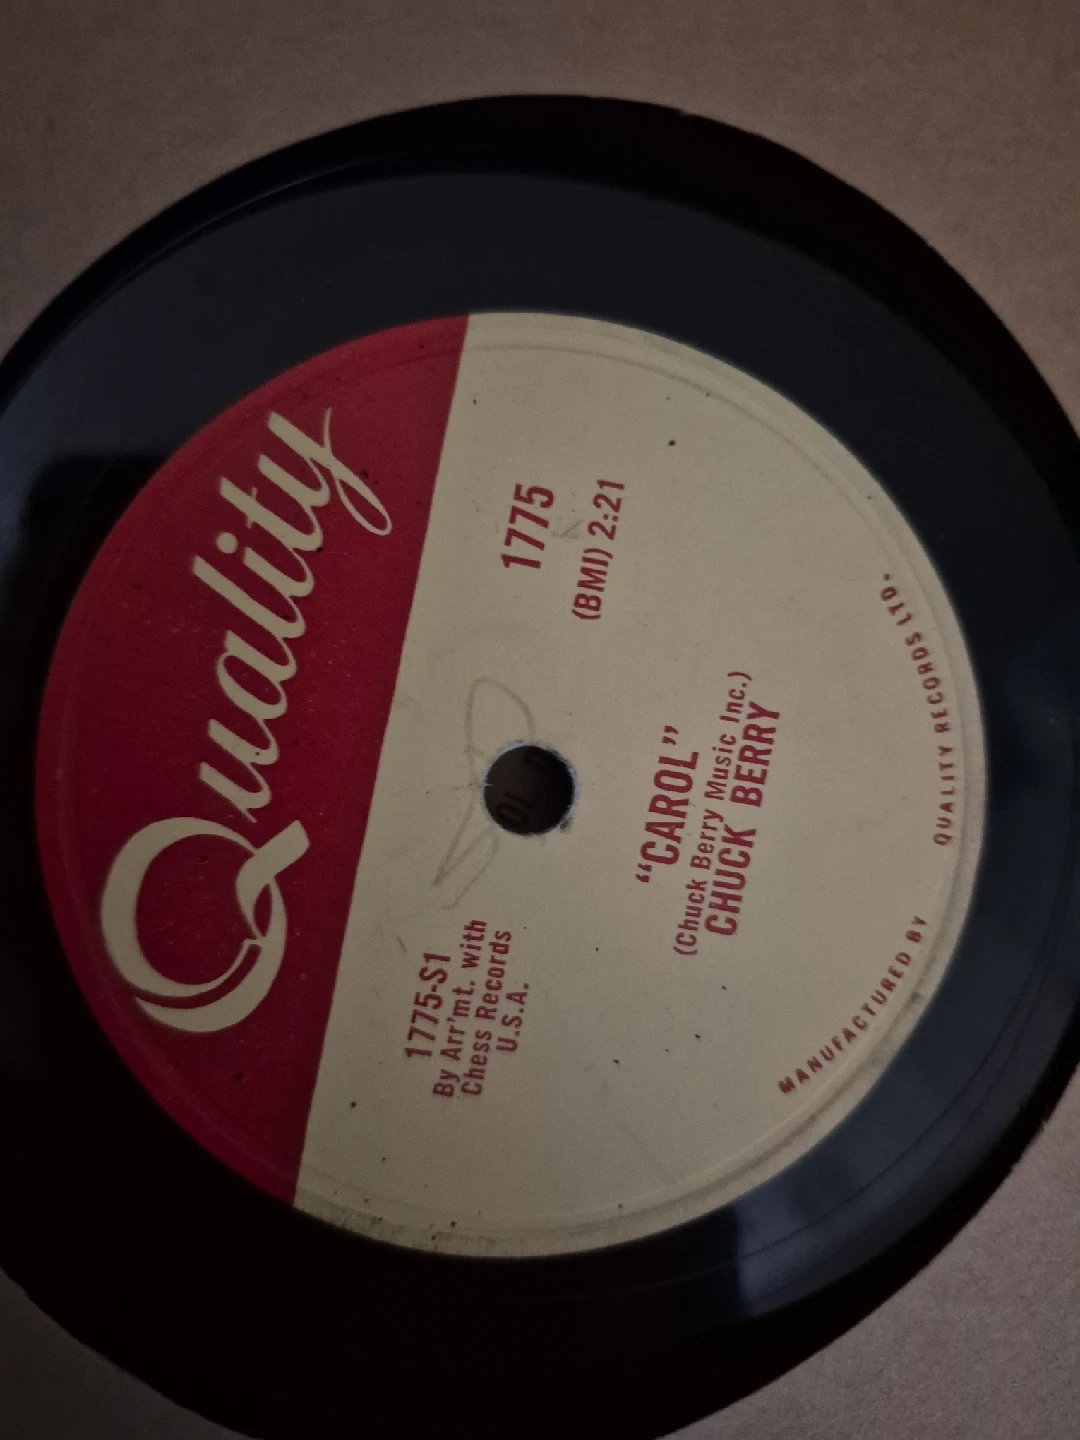 Quality
1775
(BMI) 2:21
1775-S1
By Arr'mt. with
Chess Records
U.S.A.
“CAROL”
(Chuck Berry Music Inc.)
CHUCK BERRY
MANUFACTURED BY QUALITY RECORDS LTD.